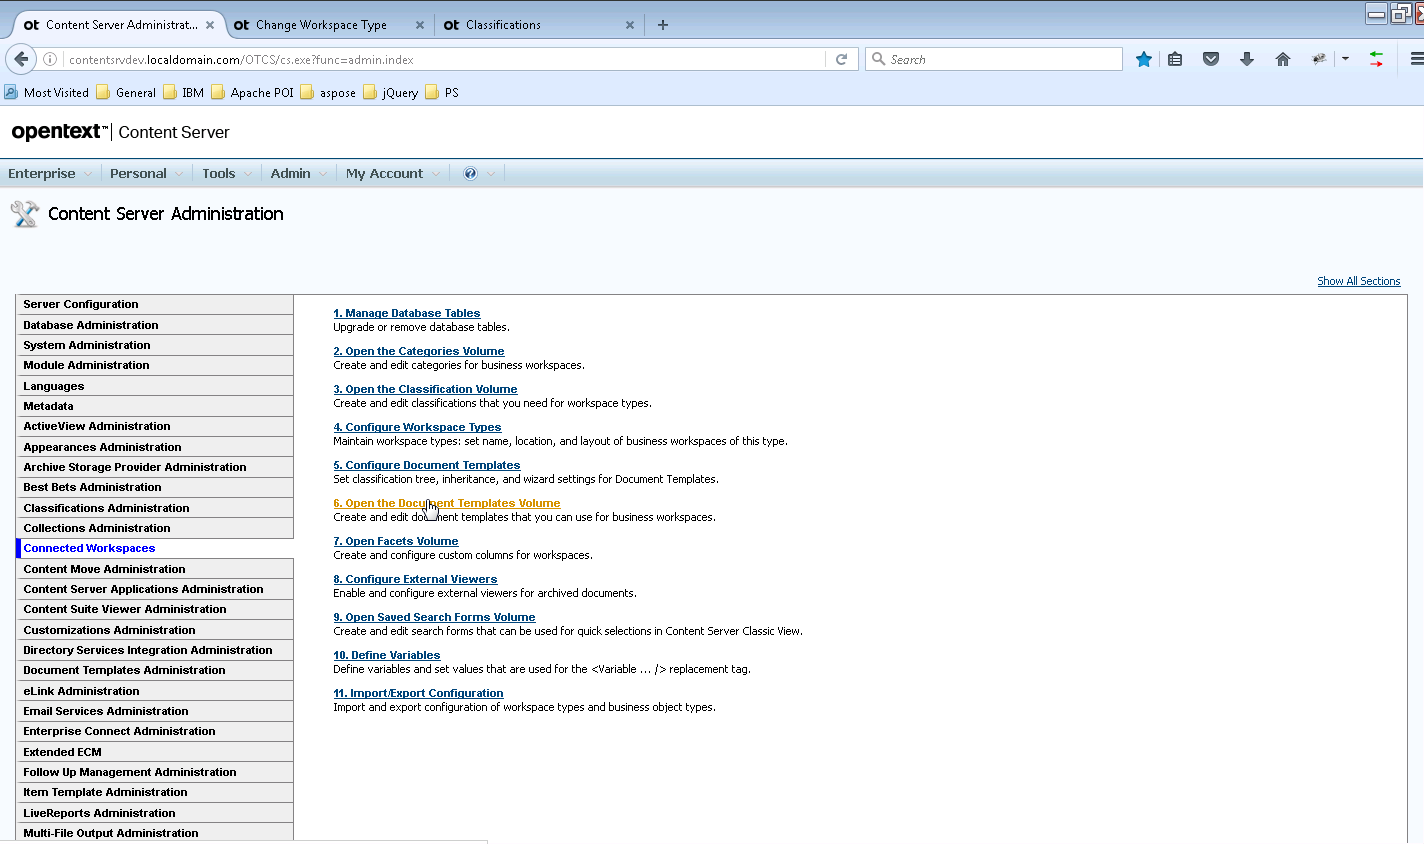 Content Server Administrat...
Change Workspace Type
Classifications
contentsrvdev.localdomain.com/OTCS/cs.exe?func=admin.index
Search
Most Visited
General
IBM
Apache POI
aspose
jQuery
PS
opentext™ | Content Server
Enterprise
Personal
Tools
Admin
My Account
Content Server Administration
Show All Sections
Server Configuration
Database Administration
System Administration
Module Administration
Languages
Metadata
ActiveView Administration
Appearances Administration
Archive Storage Provider Administration
Best Bets Administration
Classifications Administration
Collections Administration
Connected Workspaces
Content Move Administration
Content Server Applications Administration
Content Suite Viewer Administration
Customizations Administration
Directory Services Integration Administration
Document Templates Administration
eLink Administration
Email Services Administration
Enterprise Connect Administration
Extended ECM
Follow Up Management Administration
Item Template Administration
LiveReports Administration
Multi-File Output Administration
1. Manage Database Tables
Upgrade or remove database tables.
2. Open the Categories Volume
Create and edit categories for business workspaces.
3. Open the Classification Volume
Create and edit classifications that you need for workspace types.
4. Configure Workspace Types
Maintain workspace types: set name, location, and layout of business workspaces of this type.
5. Configure Document Templates
Set classification tree, inheritance, and wizard settings for Document Templates.
6. Open the Document Templates Volume
Create and edit document templates that you can use for business workspaces.
7. Open Facets Volume
Create and configure custom columns for workspaces.
8. Configure External Viewers
Enable and configure external viewers for archived documents.
9. Open Saved Search Forms Volume
Create and edit search forms that can be used for quick selections in Content Server Classic View.
10. Define Variables
Define variables and set values that are used for the <Variable ... /> replacement tag.
11. Import/Export Configuration
Import and export configuration of workspace types and business object types.